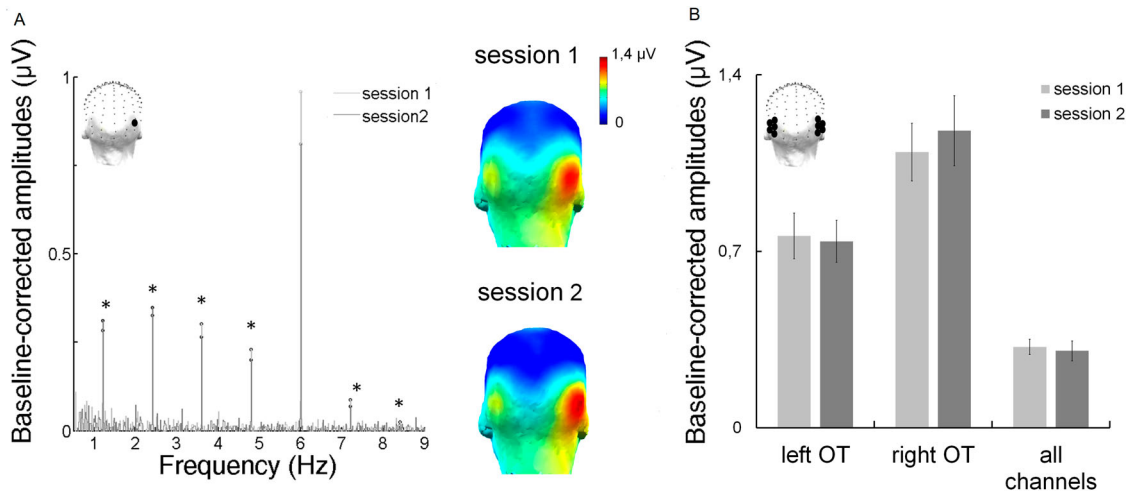 A
Baseline-corrected amplitudes (µV)
1
0.5
0
session 1
session2
*
*
*
*
*
*
1
2
3
4
5
6
7
8
9
Frequency (Hz)
session 1
1,4 µV
0
session 2
B
Baseline-corrected amplitudes (µV)
1,4
0,7
0
session 1
session 2
left OT
right OT
all
channels